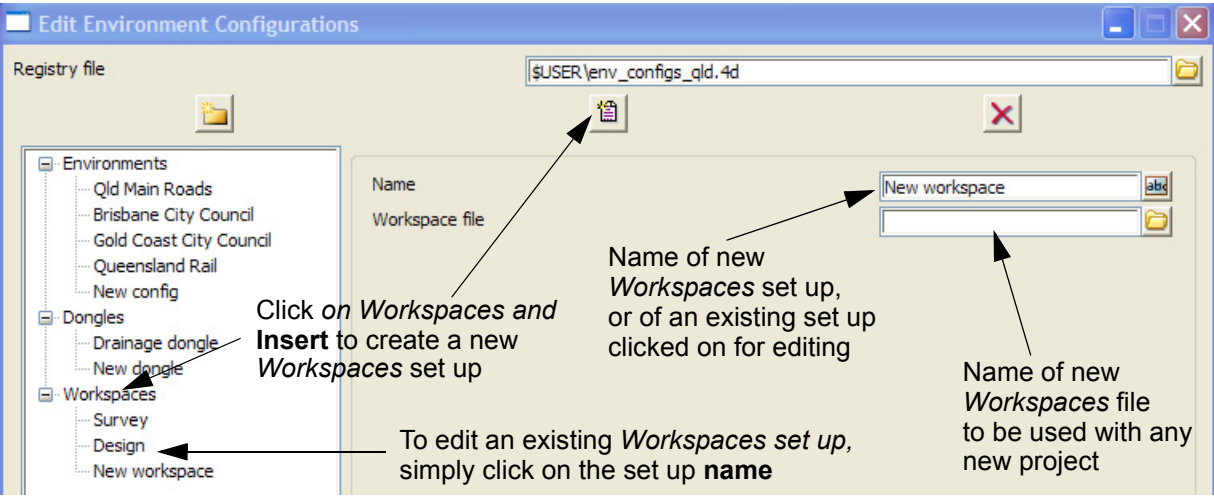 Edit Environment Configurations
Registry file
$USER\env_configs_qld.4d
Environments
Qld Main Roads
Brisbane City Council
Gold Coast City Council
Queensland Rail
New config
Dongles
Drainage dongle
New dongle
Workspaces
Survey
Design
New workspace
Name
New workspace
abc
Workspace file
Click on Workspaces and
Insert to create a new
Workspaces set up
Name of new
Workspaces set up,
or of an existing set up
clicked on for editing
Name of new
Workspaces file
to be used with any
new project
To edit an existing Workspaces set up,
simply click on the set up name